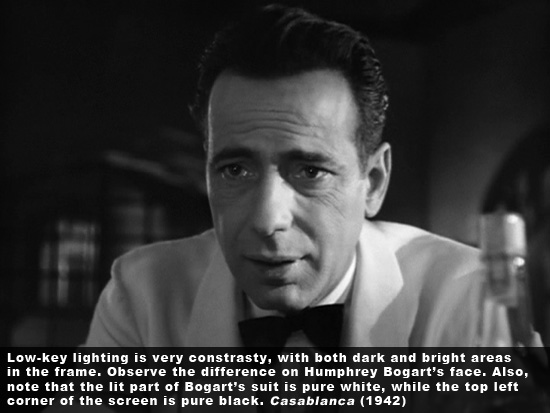 Low-key lighting is very constrasty, with both dark and bright areas
in the frame. Observe the difference on Humphrey Bogart's face. Also,
note that the lit part of Bogart's suit is pure white, while the top left
corner of the screen is pure black. Casablanca (1942)